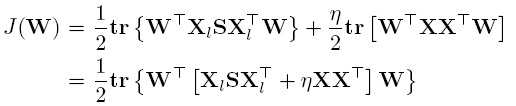 J(W) = 1/2 tr { W⊤ X_l S X_l⊤ W } + η/2 tr [ W⊤ X X⊤ W ]
= 1/2 tr { W⊤ [ X_l S X_l⊤ + η X X⊤ ] W }